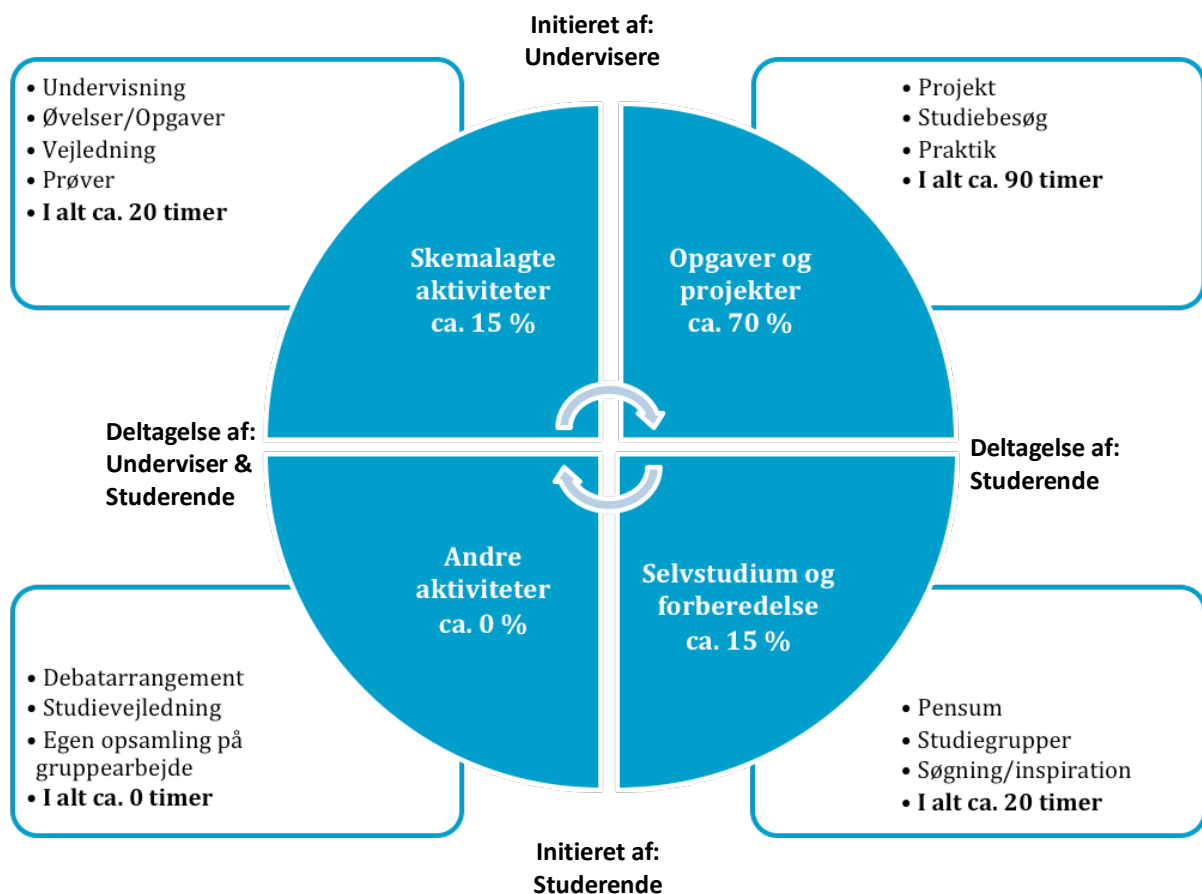 Initieret af:
Undervisere
• Undervisning
• Øvelser/Opgaver
• Vejledning
• Prøver
• I alt ca. 20 timer
• Projekt
• Studiebesøg
• Praktik
• I alt ca. 90 timer
Skemalagte
aktiviteter
ca. 15 %
Opgaver og
projekter
ca. 70 %
Deltagelse af:
Underviser &
Studerende
Deltagelse af:
Studerende
Andre
aktiviteter
ca. 0 %
Selvstudium og
forberedelse
ca. 15 %
• Debatarrangement
• Studievejledning
• Egen opsamling på
gruppearbejde
• I alt ca. 0 timer
• Pensum
• Studiegrupper
• Søgning/inspiration
• I alt ca. 20 timer
Initieret af:
Studerende